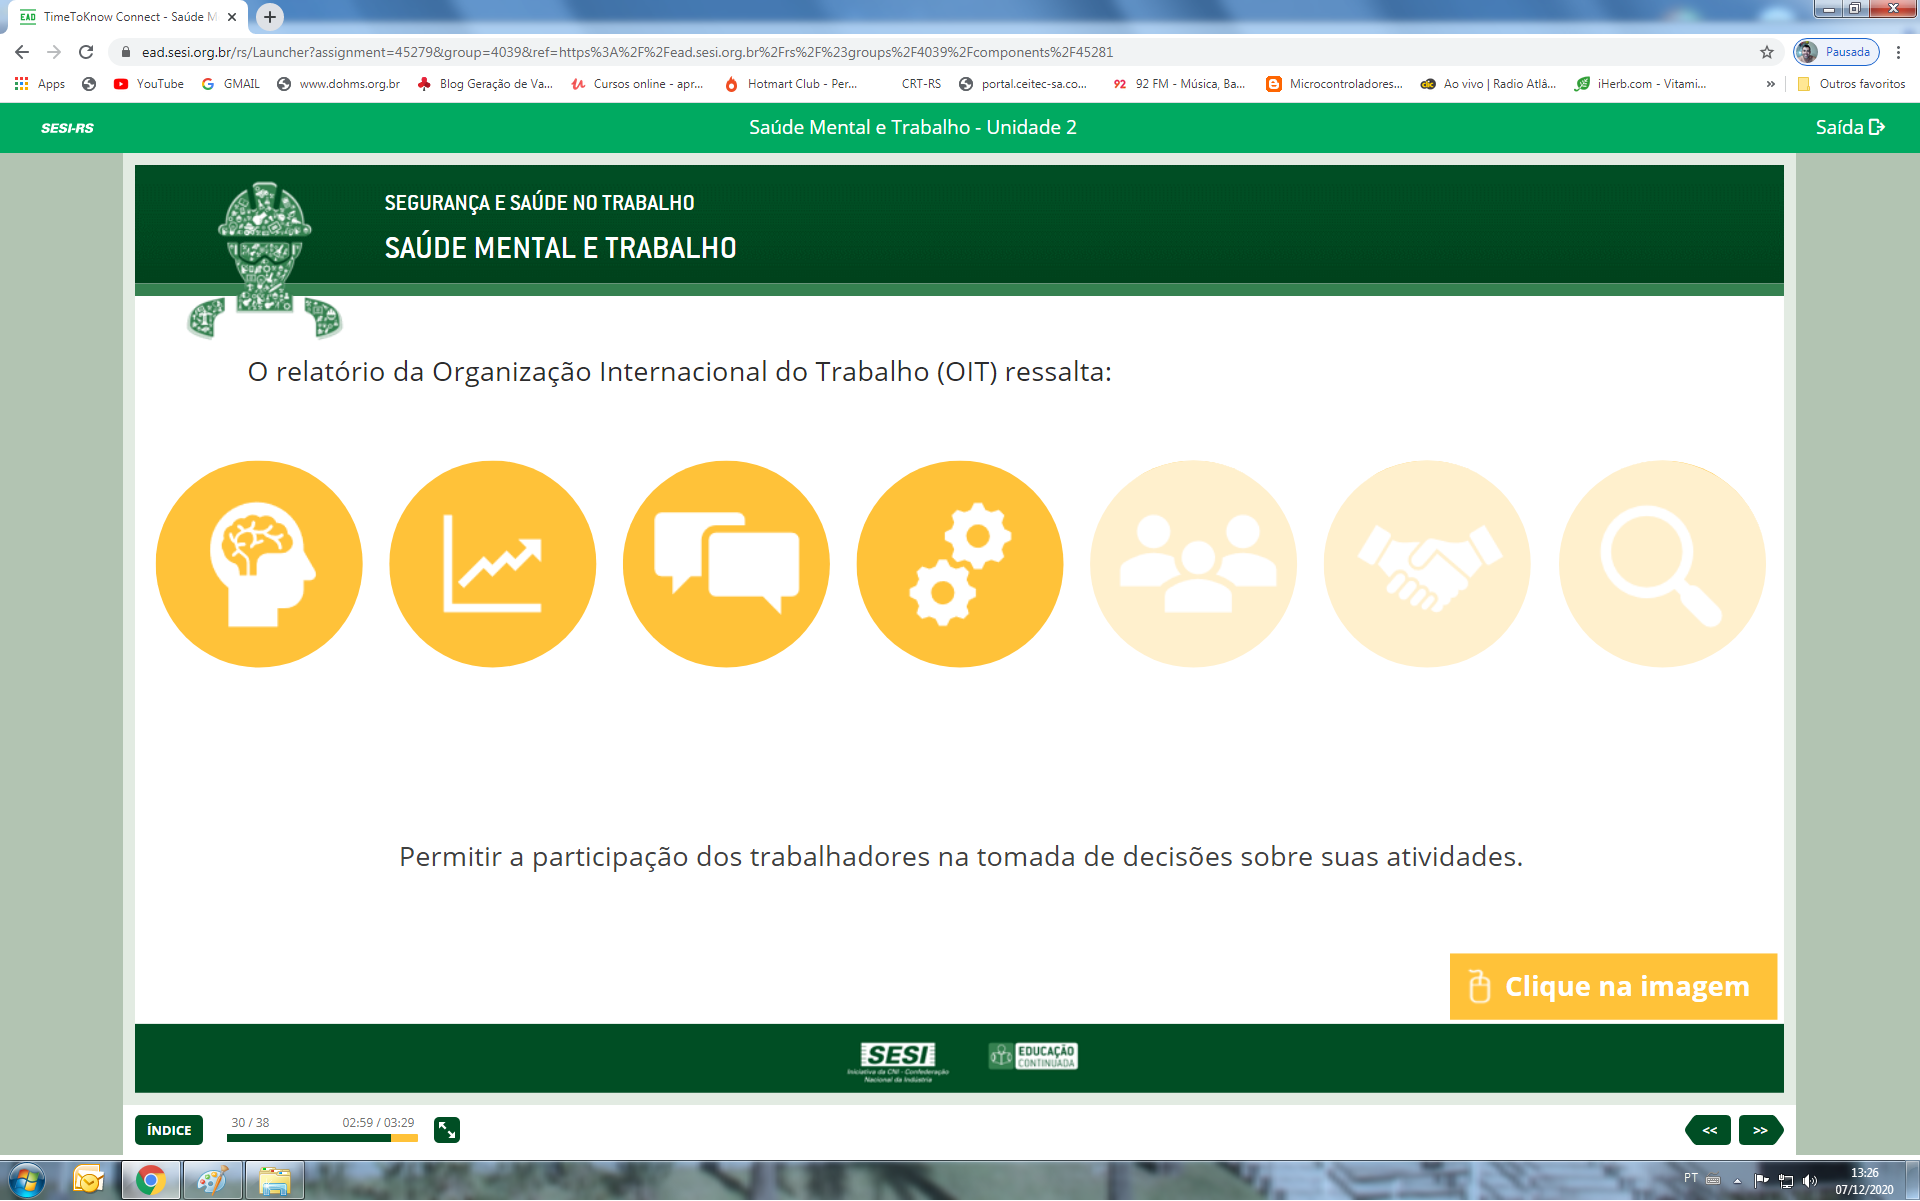 EAD TimeToKnow Connect - Saúde M
ead.sesi.org.br/rs/Launcher?assignment=45279&group=4039&ref=https%3A%2F%2Fead.sesi.org.br%2Frs%2F%23groups%2F4039%2Fcomponents%2F45281
Pausada
Apps YouTube GMAIL www.dohms.org.br Blog Geração de Va... Cursos online - apr... Hotmart Club - Per... CRT-RS portal.ceitec-sa.co... 92 92 FM - Música, Ba... Microcontroladores... Ao vivo | Radio Atlâ... iHerb.com - Vitami... » Outros favoritos
SESI-RS Saúde Mental e Trabalho - Unidade 2 Saída
SEGURANÇA E SAÚDE NO TRABALHO
SAÚDE MENTAL E TRABALHO
O relatório da Organização Internacional do Trabalho (OIT) ressalta:
Permitir a participação dos trabalhadores na tomada de decisões sobre suas atividades.
Clique na imagem
SESI
Iniciativa da CNI - Confederação
Nacional da Indústria
EDUCAÇÃO
CONTINUADA
ÍNDICE 30 / 38 02:59 / 03:29 << >>
PT 13:26
07/12/2020